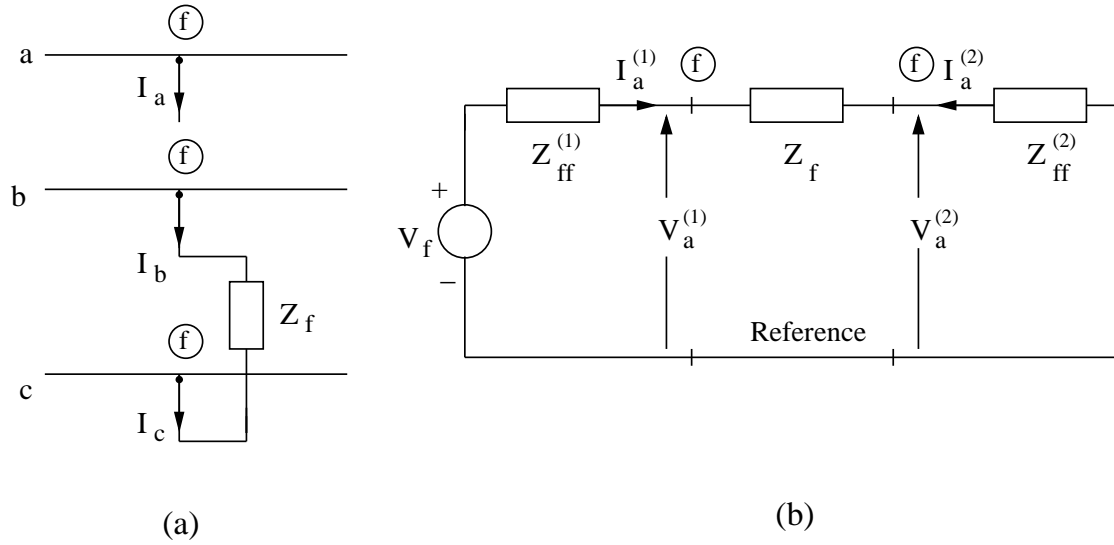 f
a
I a
f
b
I b
Z f
f
c
I c
(a)
I a (1)
f
f
I a (2)
Z ff (1)
Z f
Z ff (2)
+
V f
−
V a (1)
V a (2)
Reference
(b)